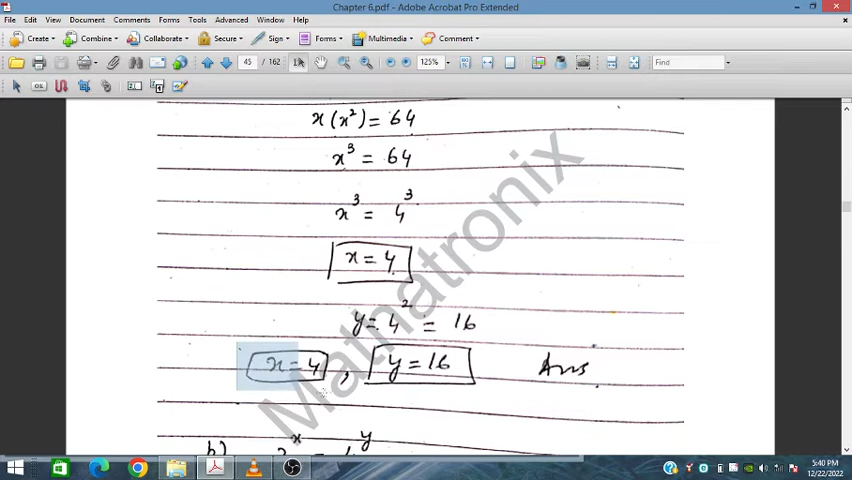 Chapter 6.pdf - Adobe Acrobat Pro Extended
File Edit View Document Comments Forms Tools Advanced Window Help
Create Combine Collaborate Secure Sign Forms Multimedia Comment
45 / 162 125% Find
x(x²) = 64
x³ = 64
x³ = 4³
x = 4
y = 4² = 16
x = 4 , y = 16 Ans
b)
Mathatronix
5:40 PM
12/22/2022